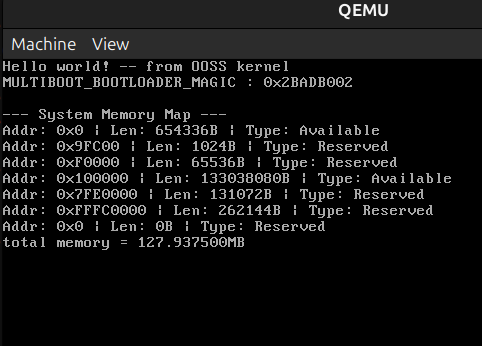 QEMU
Machine View
Hello world! -- from OOSS kernel
MULTIBOOT_BOOTLOADER_MAGIC : 0x2BADB002
--- System Memory Map ---
Addr: 0x0 | Len: 654336B | Type: Available
Addr: 0x9FC00 | Len: 1024B | Type: Reserved
Addr: 0xF0000 | Len: 65536B | Type: Reserved
Addr: 0x100000 | Len: 133038080B | Type: Available
Addr: 0x7FE0000 | Len: 131072B | Type: Reserved
Addr: 0xFFFC0000 | Len: 262144B | Type: Reserved
Addr: 0x0 | Len: 0B | Type: Reserved
total memory = 127.937500MB